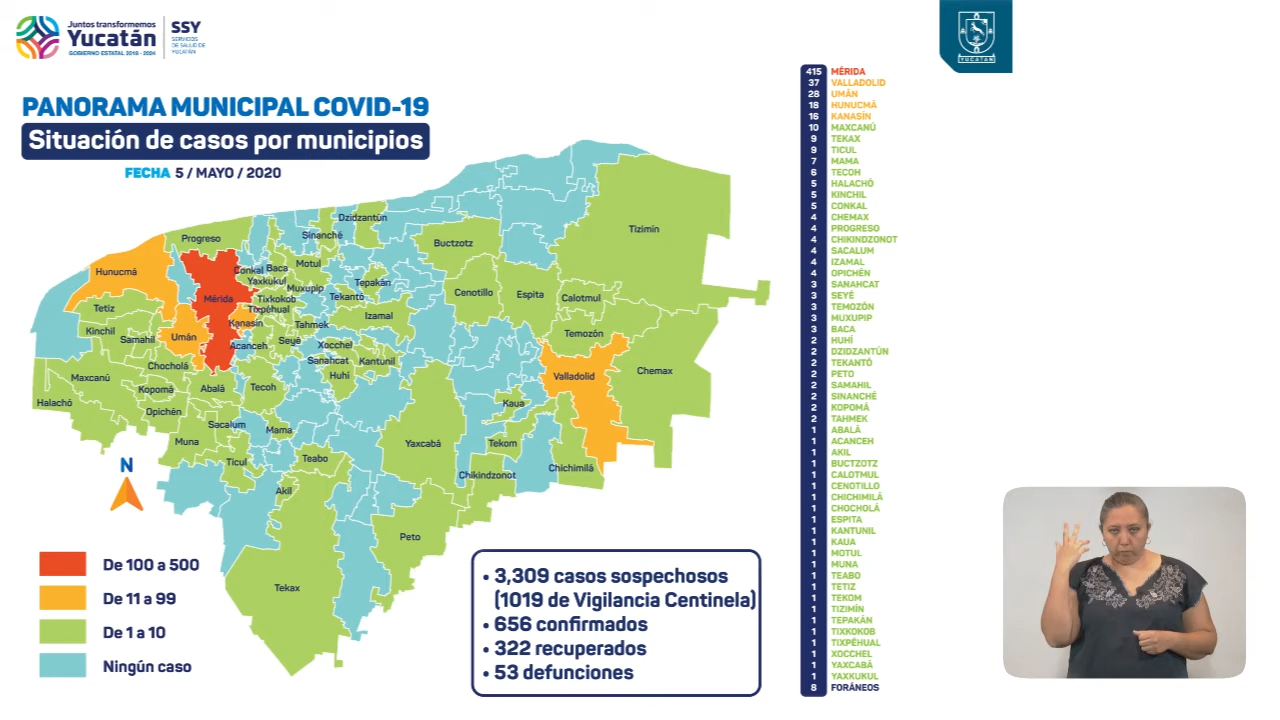 Juntos transformemos
Yucatán
GOBIERNO ESTATAL 2018 - 2024
SSY
SERVICIOS
DE SALUD DE
YUCATÁN
YUCATÁN
PANORAMA MUNICIPAL COVID-19
Situación de casos por municipios
FECHA 5 / MAYO / 2020
Dzidzantún
Sinanché
Progreso
Tizimín
Buctzotz
Motul
Conkal
Baca
Hunucmá
Yaxkukul
Muxupip
Tepakán
Cenotillo
Espita
Calotmul
Mérida
Tixkokob
Tekantó
Tetiz
Tixpéhual
Izamal
Kanasín
Tahmek
Kinchil
Samahil
Umán
Acanceh
Seyé
Xocchel
Temozón
Sanahcat
Kantunil
Chocholá
Huhí
Maxcanú
Valladolid
Chemax
Kopomá
Abalá
Tecoh
Halachó
Opichén
Kaua
Sacalum
Mama
Muna
Yaxcabá
Tekom
Ticul
Teabo
Chikindzonot
Chichimilá
Akil
Peto
Tekax
N
De 100 a 500
De 11 a 99
De 1 a 10
Ningún caso
• 3,309 casos sospechosos
(1019 de Vigilancia Centinela)
• 656 confirmados
• 322 recuperados
• 53 defunciones
415 MÉRIDA
37 VALLADOLID
28 UMÁN
18 HUNUCMÁ
16 KANASÍN
10 MAXCANÚ
9 TEKAX
9 TICUL
7 MAMA
6 TECOH
5 HALACHÓ
5 KINCHIL
5 CONKAL
4 CHEMAX
4 PROGRESO
4 CHIKINDZONOT
4 SACALUM
4 IZAMAL
4 OPICHÉN
3 SANAHCAT
3 SEYÉ
3 TEMOZÓN
3 MUXUPIP
3 BACA
2 HUHÍ
2 DZIDZANTÚN
2 TEKANTÓ
2 PETO
2 SAMAHIL
2 SINANCHÉ
2 KOPOMÁ
2 TAHMEK
1 ABALÁ
1 ACANCEH
1 AKIL
1 BUCTZOTZ
1 CALOTMUL
1 CENOTILLO
1 CHICHIMILÁ
1 CHOCHOLÁ
1 ESPITA
1 KANTUNIL
1 KAUA
1 MOTUL
1 MUNA
1 TEABO
1 TETIZ
1 TEKOM
1 TIZIMÍN
1 TEPAKÁN
1 TIXKOKOB
1 TIXPÉHUAL
1 XOCCHEL
1 YAXCABÁ
1 YAXKUKUL
8 FORÁNEOS